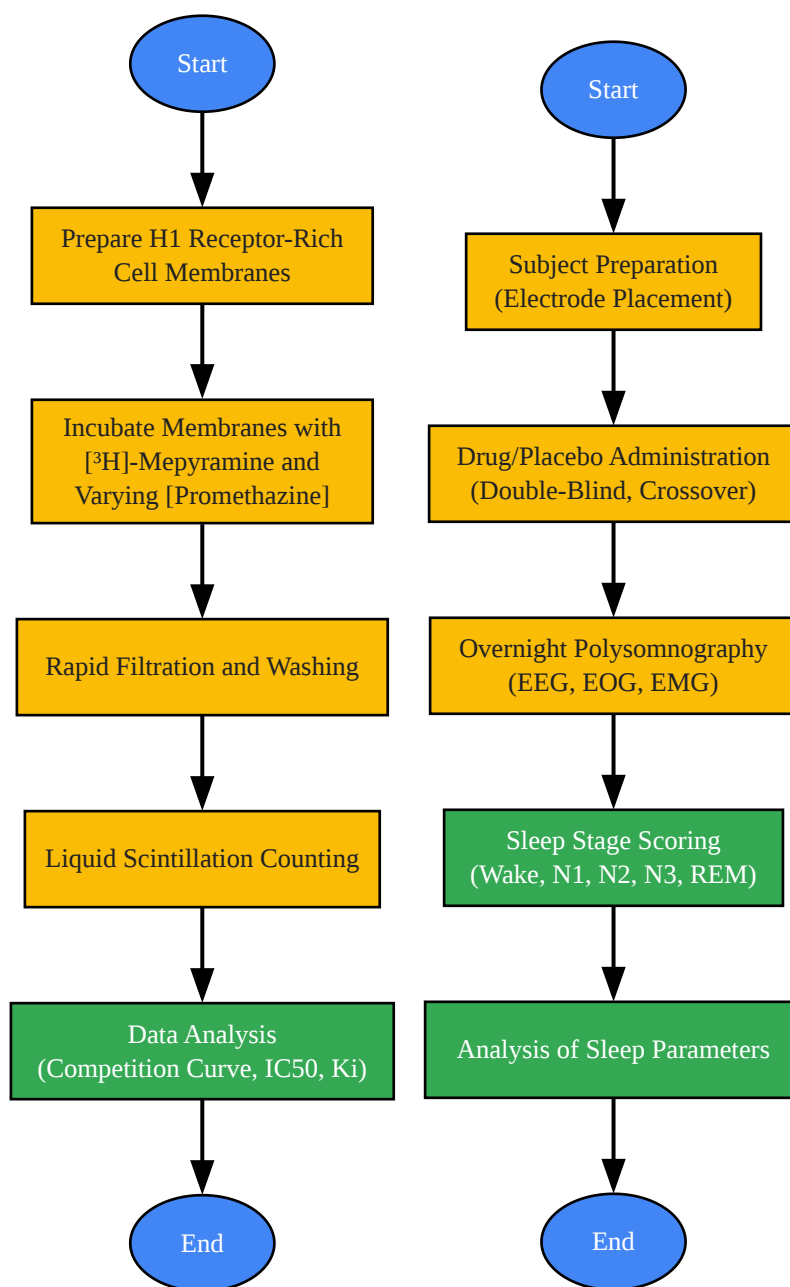 Start
Prepare H1 Receptor-Rich
Cell Membranes
Incubate Membranes with
[³H]-Mepyramine and
Varying [Promethazine]
Rapid Filtration and Washing
Liquid Scintillation Counting
Data Analysis
(Competition Curve, IC50, Ki)
End
Start
Subject Preparation
(Electrode Placement)
Drug/Placebo Administration
(Double-Blind, Crossover)
Overnight Polysomnography
(EEG, EOG, EMG)
Sleep Stage Scoring
(Wake, N1, N2, N3, REM)
Analysis of Sleep Parameters
End